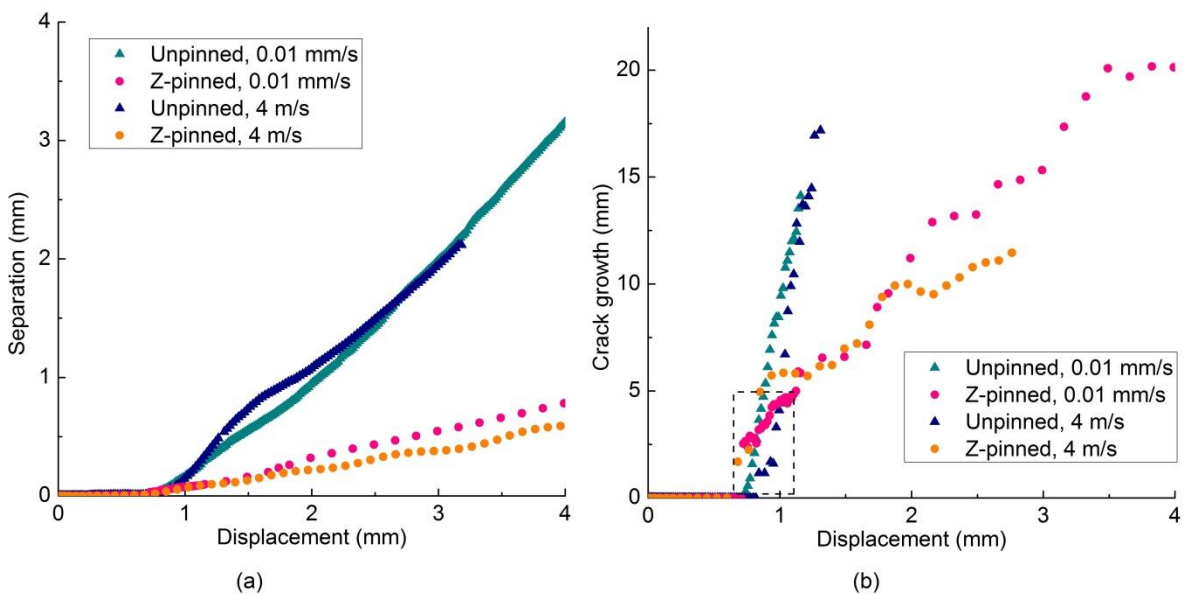 4
3
2
1
0
Separation (mm)
Unpinned, 0.01 mm/s
Z-pinned, 0.01 mm/s
Unpinned, 4 m/s
Z-pinned, 4 m/s
0 1 2 3 4
Displacement (mm)
(a)
20
15
10
5
0
Crack growth (mm)
Unpinned, 0.01 mm/s
Z-pinned, 0.01 mm/s
Unpinned, 4 m/s
Z-pinned, 4 m/s
0 1 2 3 4
Displacement (mm)
(b)